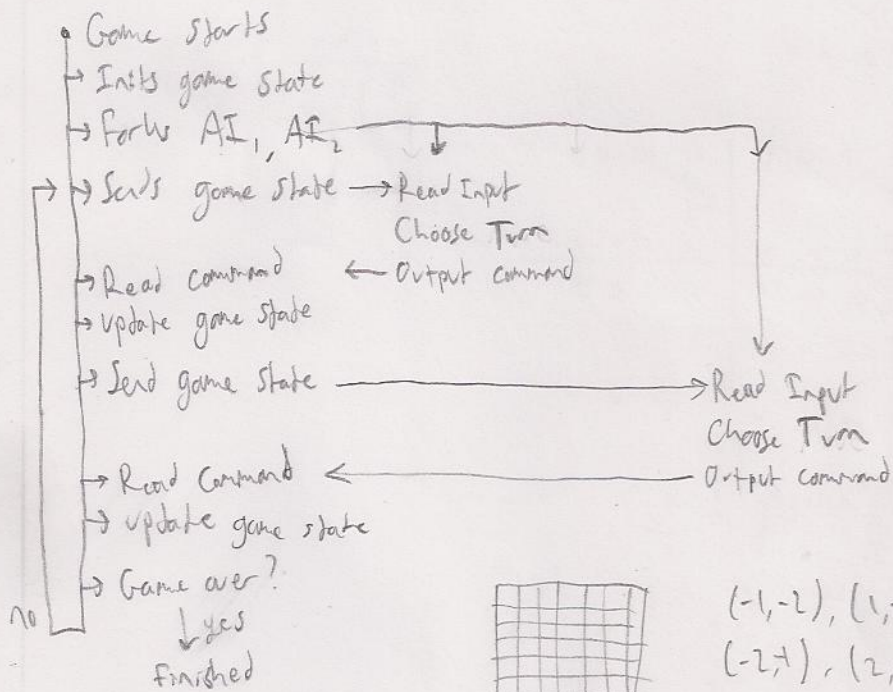 Game starts
Inits game state
Forks AI₁, AI₂
Sends game state → Read Input
Choose Turn
Read command ← Output command
Update game state
Send game state → Read Input
Choose Turn
Read Command ← Output command
Update game state
Game over?
no
yes
finished
(-1,-2), (1,
(-2,1), (2,